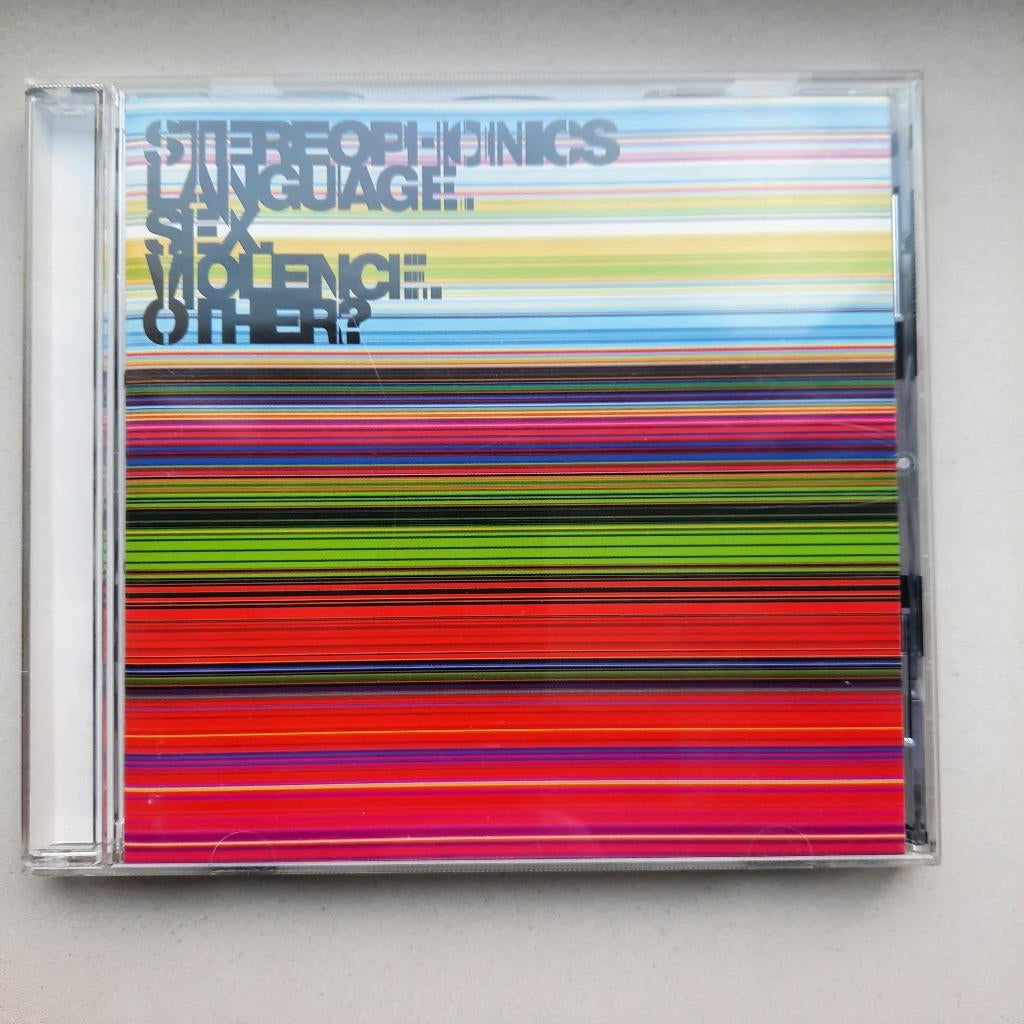 STEREOPHONICS
LANGUAGE.
SEX.
VIOLENCE.
OTHER?